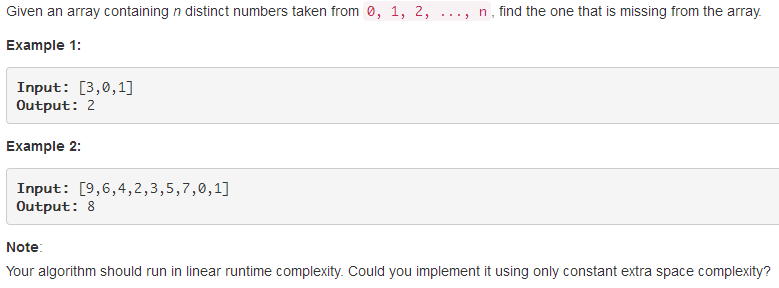 Given an array containing n distinct numbers taken from 0, 1, 2, ..., n, find the one that is missing from the array.
Example 1:
Input: [3,0,1]
Output: 2
Example 2:
Input: [9,6,4,2,3,5,7,0,1]
Output: 8
Note:
Your algorithm should run in linear runtime complexity. Could you implement it using only constant extra space complexity?